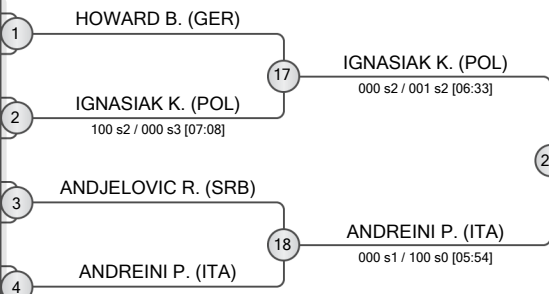 HOWARD B. (GER)
1
17
IGNASIAK K. (POL)
000 s2 / 001 s2 [06:33]
IGNASIAK K. (POL)
2
100 s2 / 000 s3 [07:08]
2
ANDJELOVIC R. (SRB)
3
18
ANDREINI P. (ITA)
000 s1 / 100 s0 [05:54]
ANDREINI P. (ITA)
4